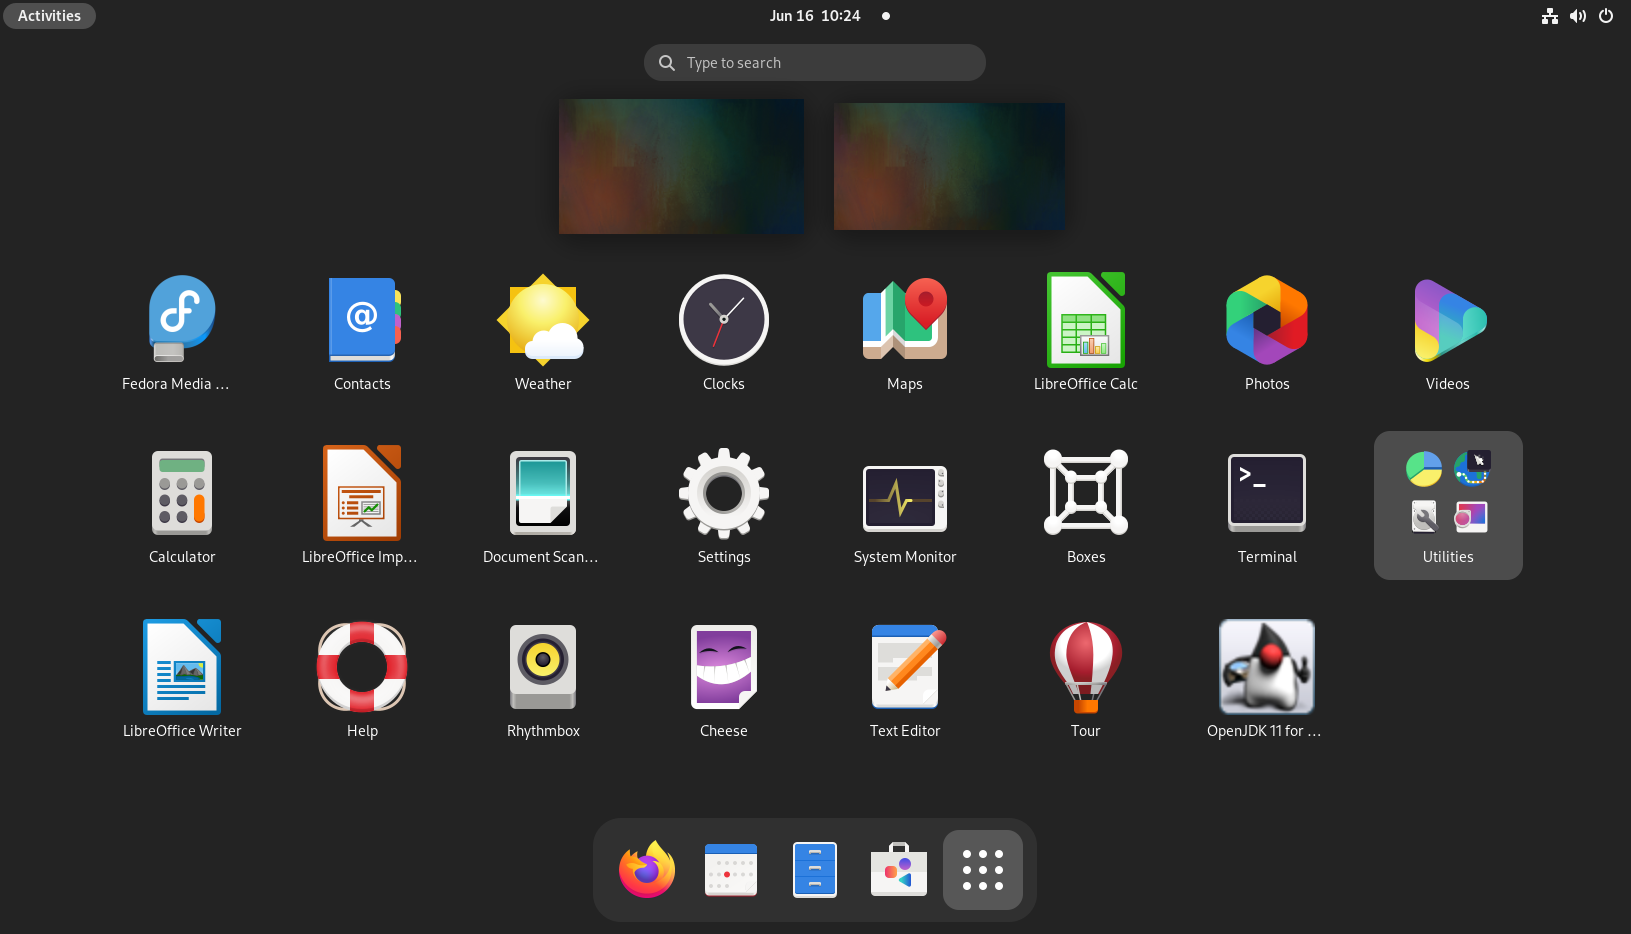 Activities
Jun 16 10:24
Type to search
Fedora Media ...
Contacts
Weather
Clocks
Maps
LibreOffice Calc
Photos
Videos
Calculator
LibreOffice Imp...
Document Scan...
Settings
System Monitor
Boxes
Terminal
Utilities
LibreOffice Writer
Help
Rhythmbox
Cheese
Text Editor
Tour
OpenJDK 11 for ...